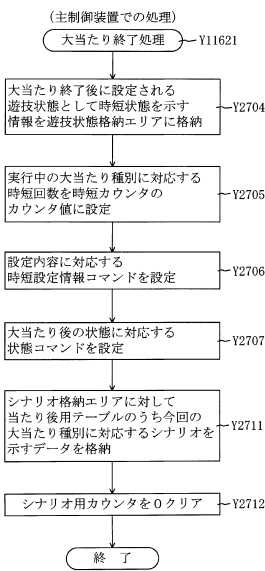 (主制御装置での処理)
大当たり終了処理
Y11621
大当たり終了後に設定される
遊技状態として時短状態を示す
情報を遊技状態格納エリアに格納
Y2704
実行中の大当たり種別に対応する
時短回数を時短カウンタの
カウンタ値に設定
Y2705
設定内容に対応する
時短設定情報コマンドを設定
Y2706
大当たり後の状態に対応する
状態コマンドを設定
Y2707
シナリオ格納エリアに対して
当たり後用テーブルのうち今回の
大当たり種別に対応するシナリオを
示すデータを格納
Y2711
シナリオ用カウンタを0クリア
Y2712
終 了